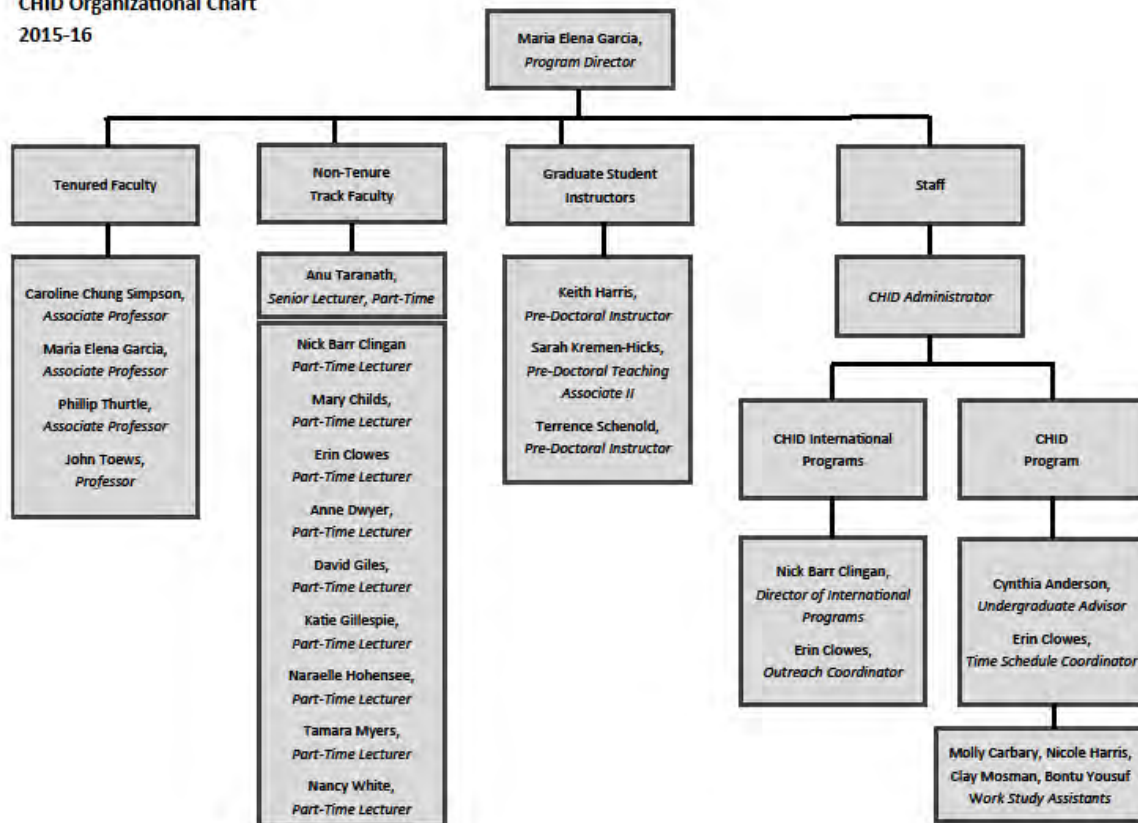 CHID Organizational Chart
2015-16
Maria Elena Garcia,
Program Director
Tenured Faculty
Non-Tenure
Track Faculty
Graduate Student
Instructors
Staff
Caroline Chung Simpson,
Associate Professor
Maria Elena Garcia,
Associate Professor
Phillip Thurtle,
Associate Professor
John Toews,
Professor
Anu Taranath,
Senior Lecturer, Part-Time
Nick Barr Clingan
Part-Time Lecturer
Mary Childs,
Part-Time Lecturer
Erin Clowes
Part-Time Lecturer
Anne Dwyer,
Part-Time Lecturer
David Giles,
Part-Time Lecturer
Katie Gillespie,
Part-Time Lecturer
Naraelle Hohensee,
Part-Time Lecturer
Tamara Myers,
Part-Time Lecturer
Nancy White,
Part-Time Lecturer
Keith Harris,
Pre-Doctoral Instructor
Sarah Kremen-Hicks,
Pre-Doctoral Teaching
Associate II
Terrence Schenold,
Pre-Doctoral Instructor
CHID Administrator
CHID International
Programs
CHID
Program
Nick Barr Clingan,
Director of International
Programs
Erin Clowes,
Outreach Coordinator
Cynthia Anderson,
Undergraduate Advisor
Erin Clowes,
Time Schedule Coordinator
Molly Carbary, Nicole Harris,
Clay Mosman, Bontu Yousuf
Work Study Assistants